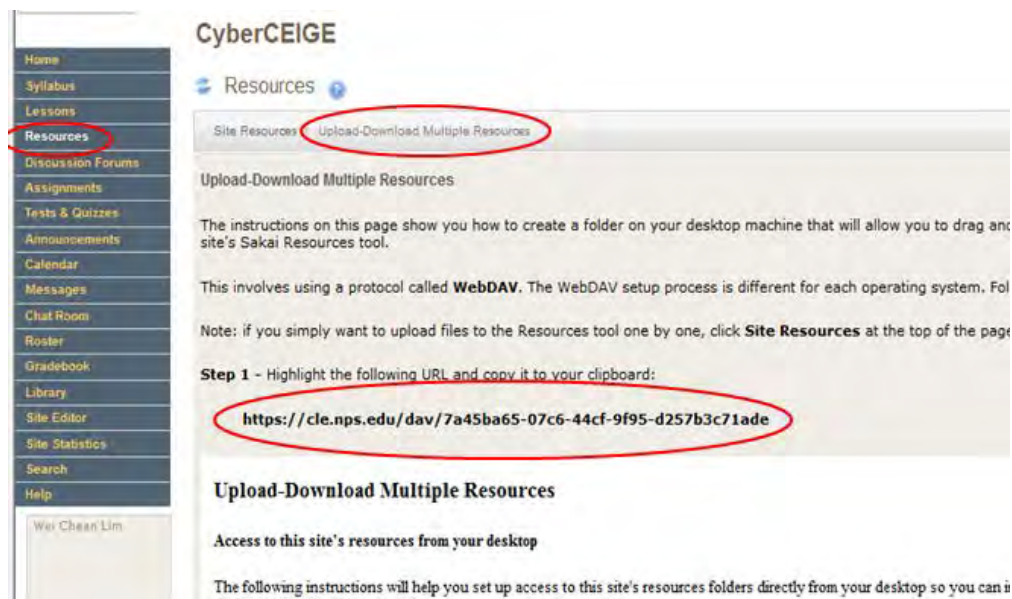 CyberCEIGE
Home
Syllabus
Lessons
Resources
Discussion Forums
Assignments
Tests & Quizzes
Announcements
Calendar
Messages
Chat Room
Roster
Gradebook
Library
Site Editor
Site Statistics
Search
Help
Wei Chean Lim
Resources ?
Site Resources Upload-Download Multiple Resources
Upload-Download Multiple Resources
The instructions on this page show you how to create a folder on your desktop machine that will allow you to drag and
site's Sakai Resources tool.
This involves using a protocol called WebDAV. The WebDAV setup process is different for each operating system. Fol
Note: if you simply want to upload files to the Resources tool one by one, click Site Resources at the top of the page
Step 1 - Highlight the following URL and copy it to your clipboard:
https://cle.nps.edu/dav/7a45ba65-07c6-44cf-9f95-d257b3c71ade
Upload-Download Multiple Resources
Access to this site's resources from your desktop
The following instructions will help you set up access to this site's resources folders directly from your desktop so you can i